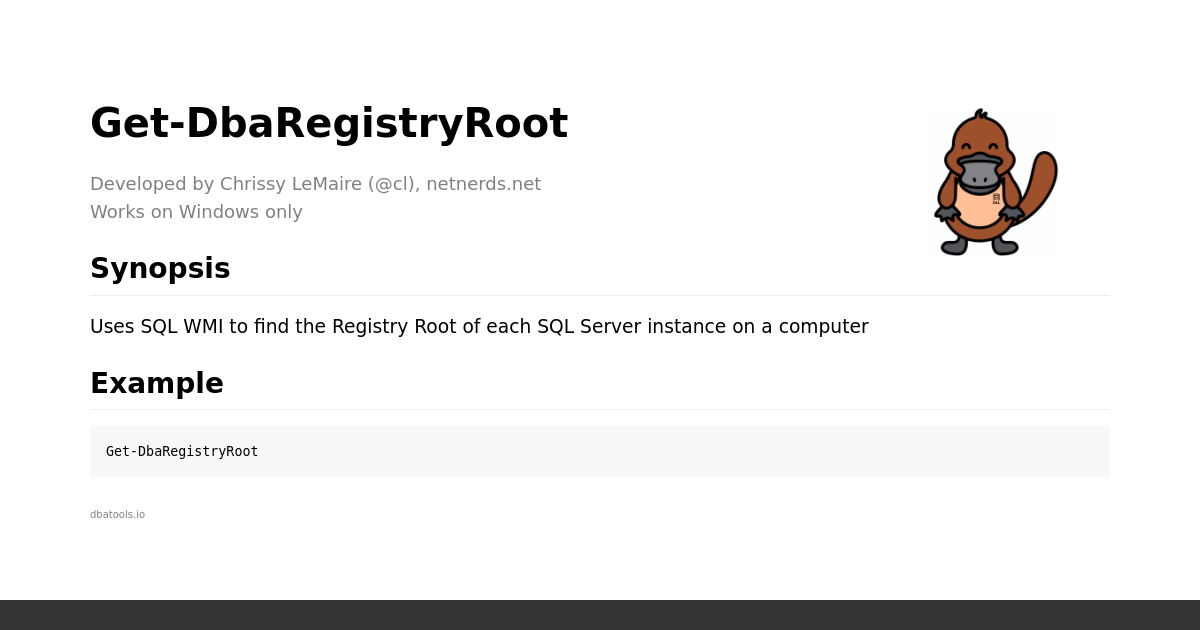 Get-DbaRegistryRoot
Developed by Chrissy LeMaire (@cl), netnerds.net
Works on Windows only
Synopsis
Uses SQL WMI to find the Registry Root of each SQL Server instance on a computer
Example
Get-DbaRegistryRoot
dbatools.io